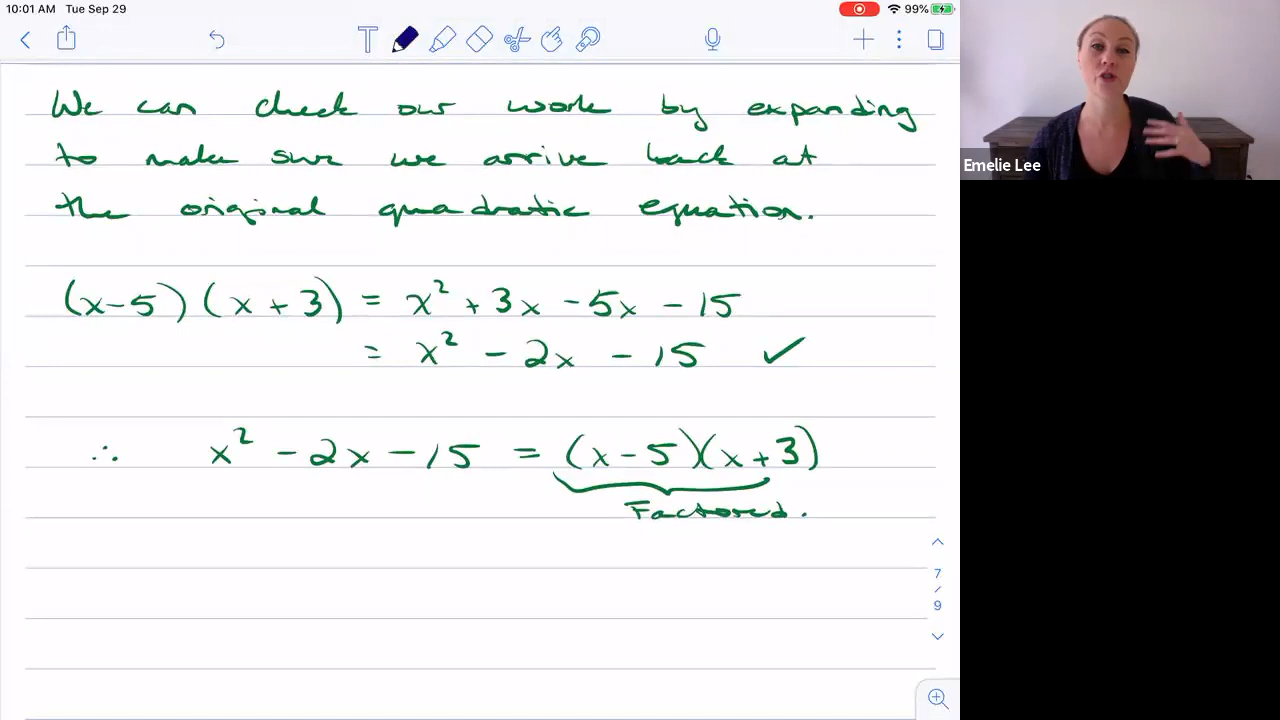 10:01 AM Tue Sep 29
99%
We can check our work by expanding
to make sure we arrive back at
the original quadratic equation.
(x-5)(x+3) = x² + 3x - 5x - 15
= x² - 2x - 15 ✓
∴ x² - 2x - 15 = (x-5)(x+3)
Factored.
7
/
9
Emelie Lee